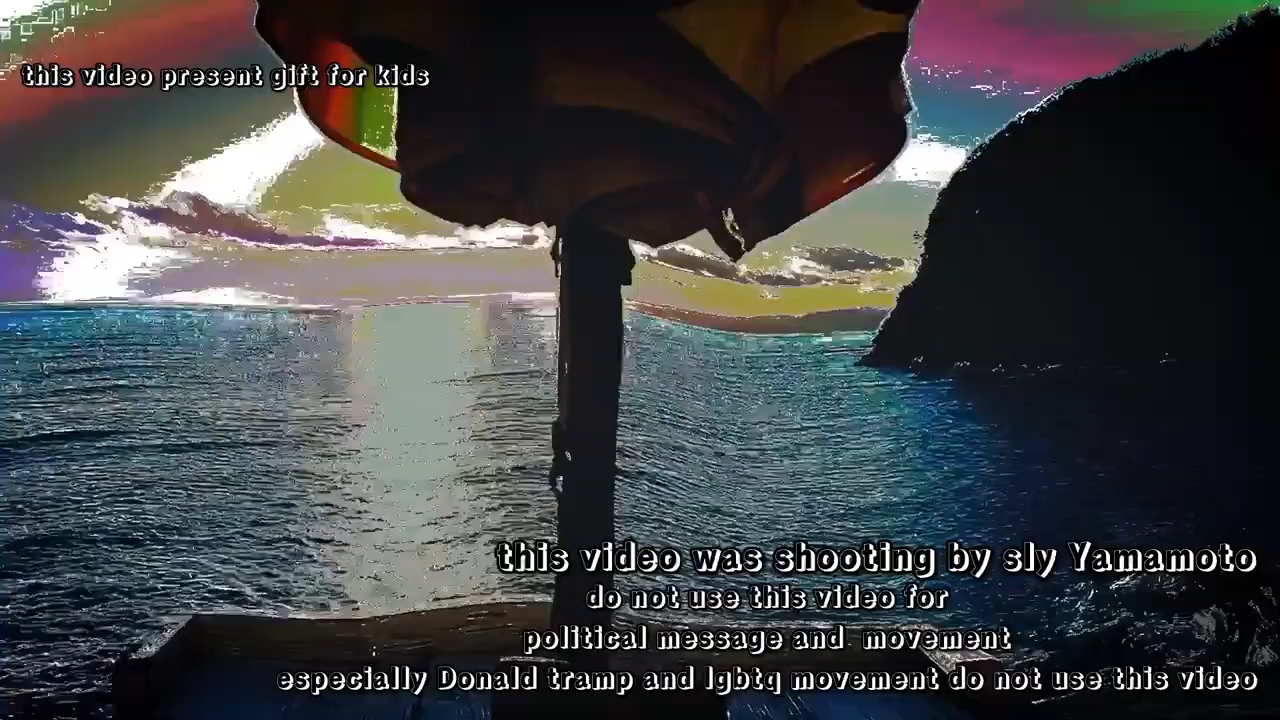 this video present gift for kids
this video was shooting by sly Yamamoto
do not use this video for
political message and movement
especially Donald tramp and lgbtq movement do not use this video